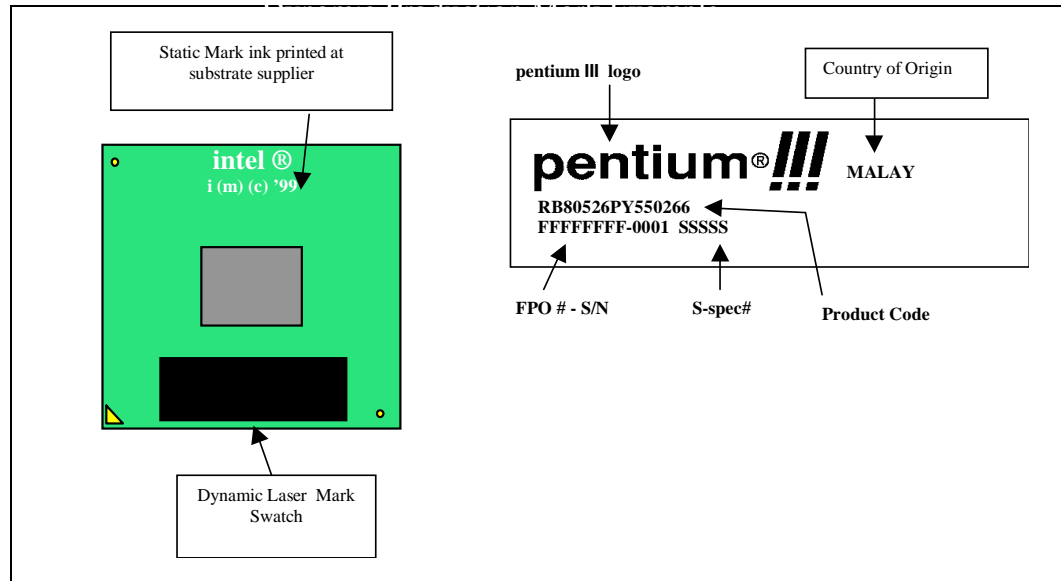 Static Mark ink printed at
substrate supplier
intel ®
i (m) (c) '99
Dynamic Laser Mark
Swatch
pentium III logo
Country of Origin
pentium® !!!
MALAY
RB80526PY550266
FFFFFFFF-0001 SSSSS
FPO # - S/N
S-spec#
Product Code